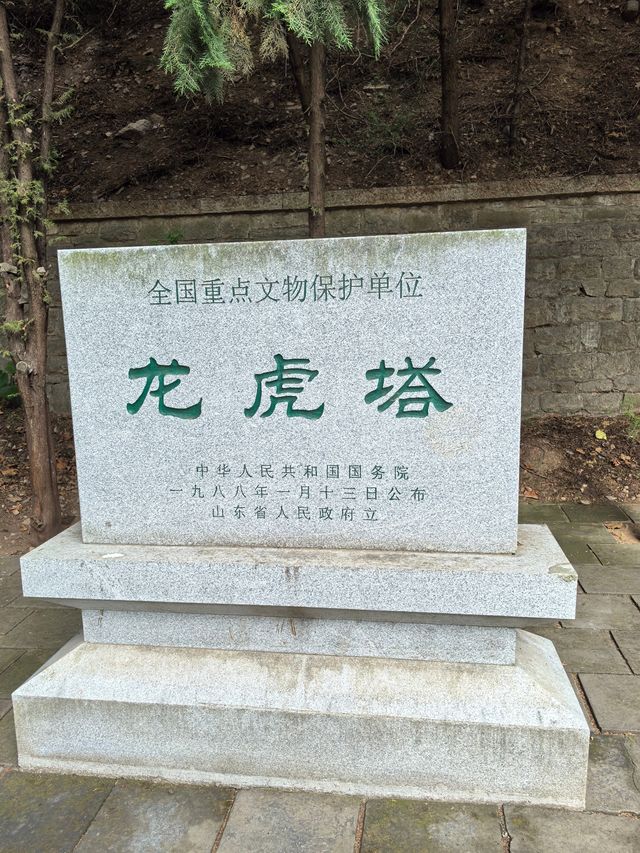 全国重点文物保护单位
龙虎塔
中华人民共和国国务院
一九八八年一月十三日公布
山东省人民政府立